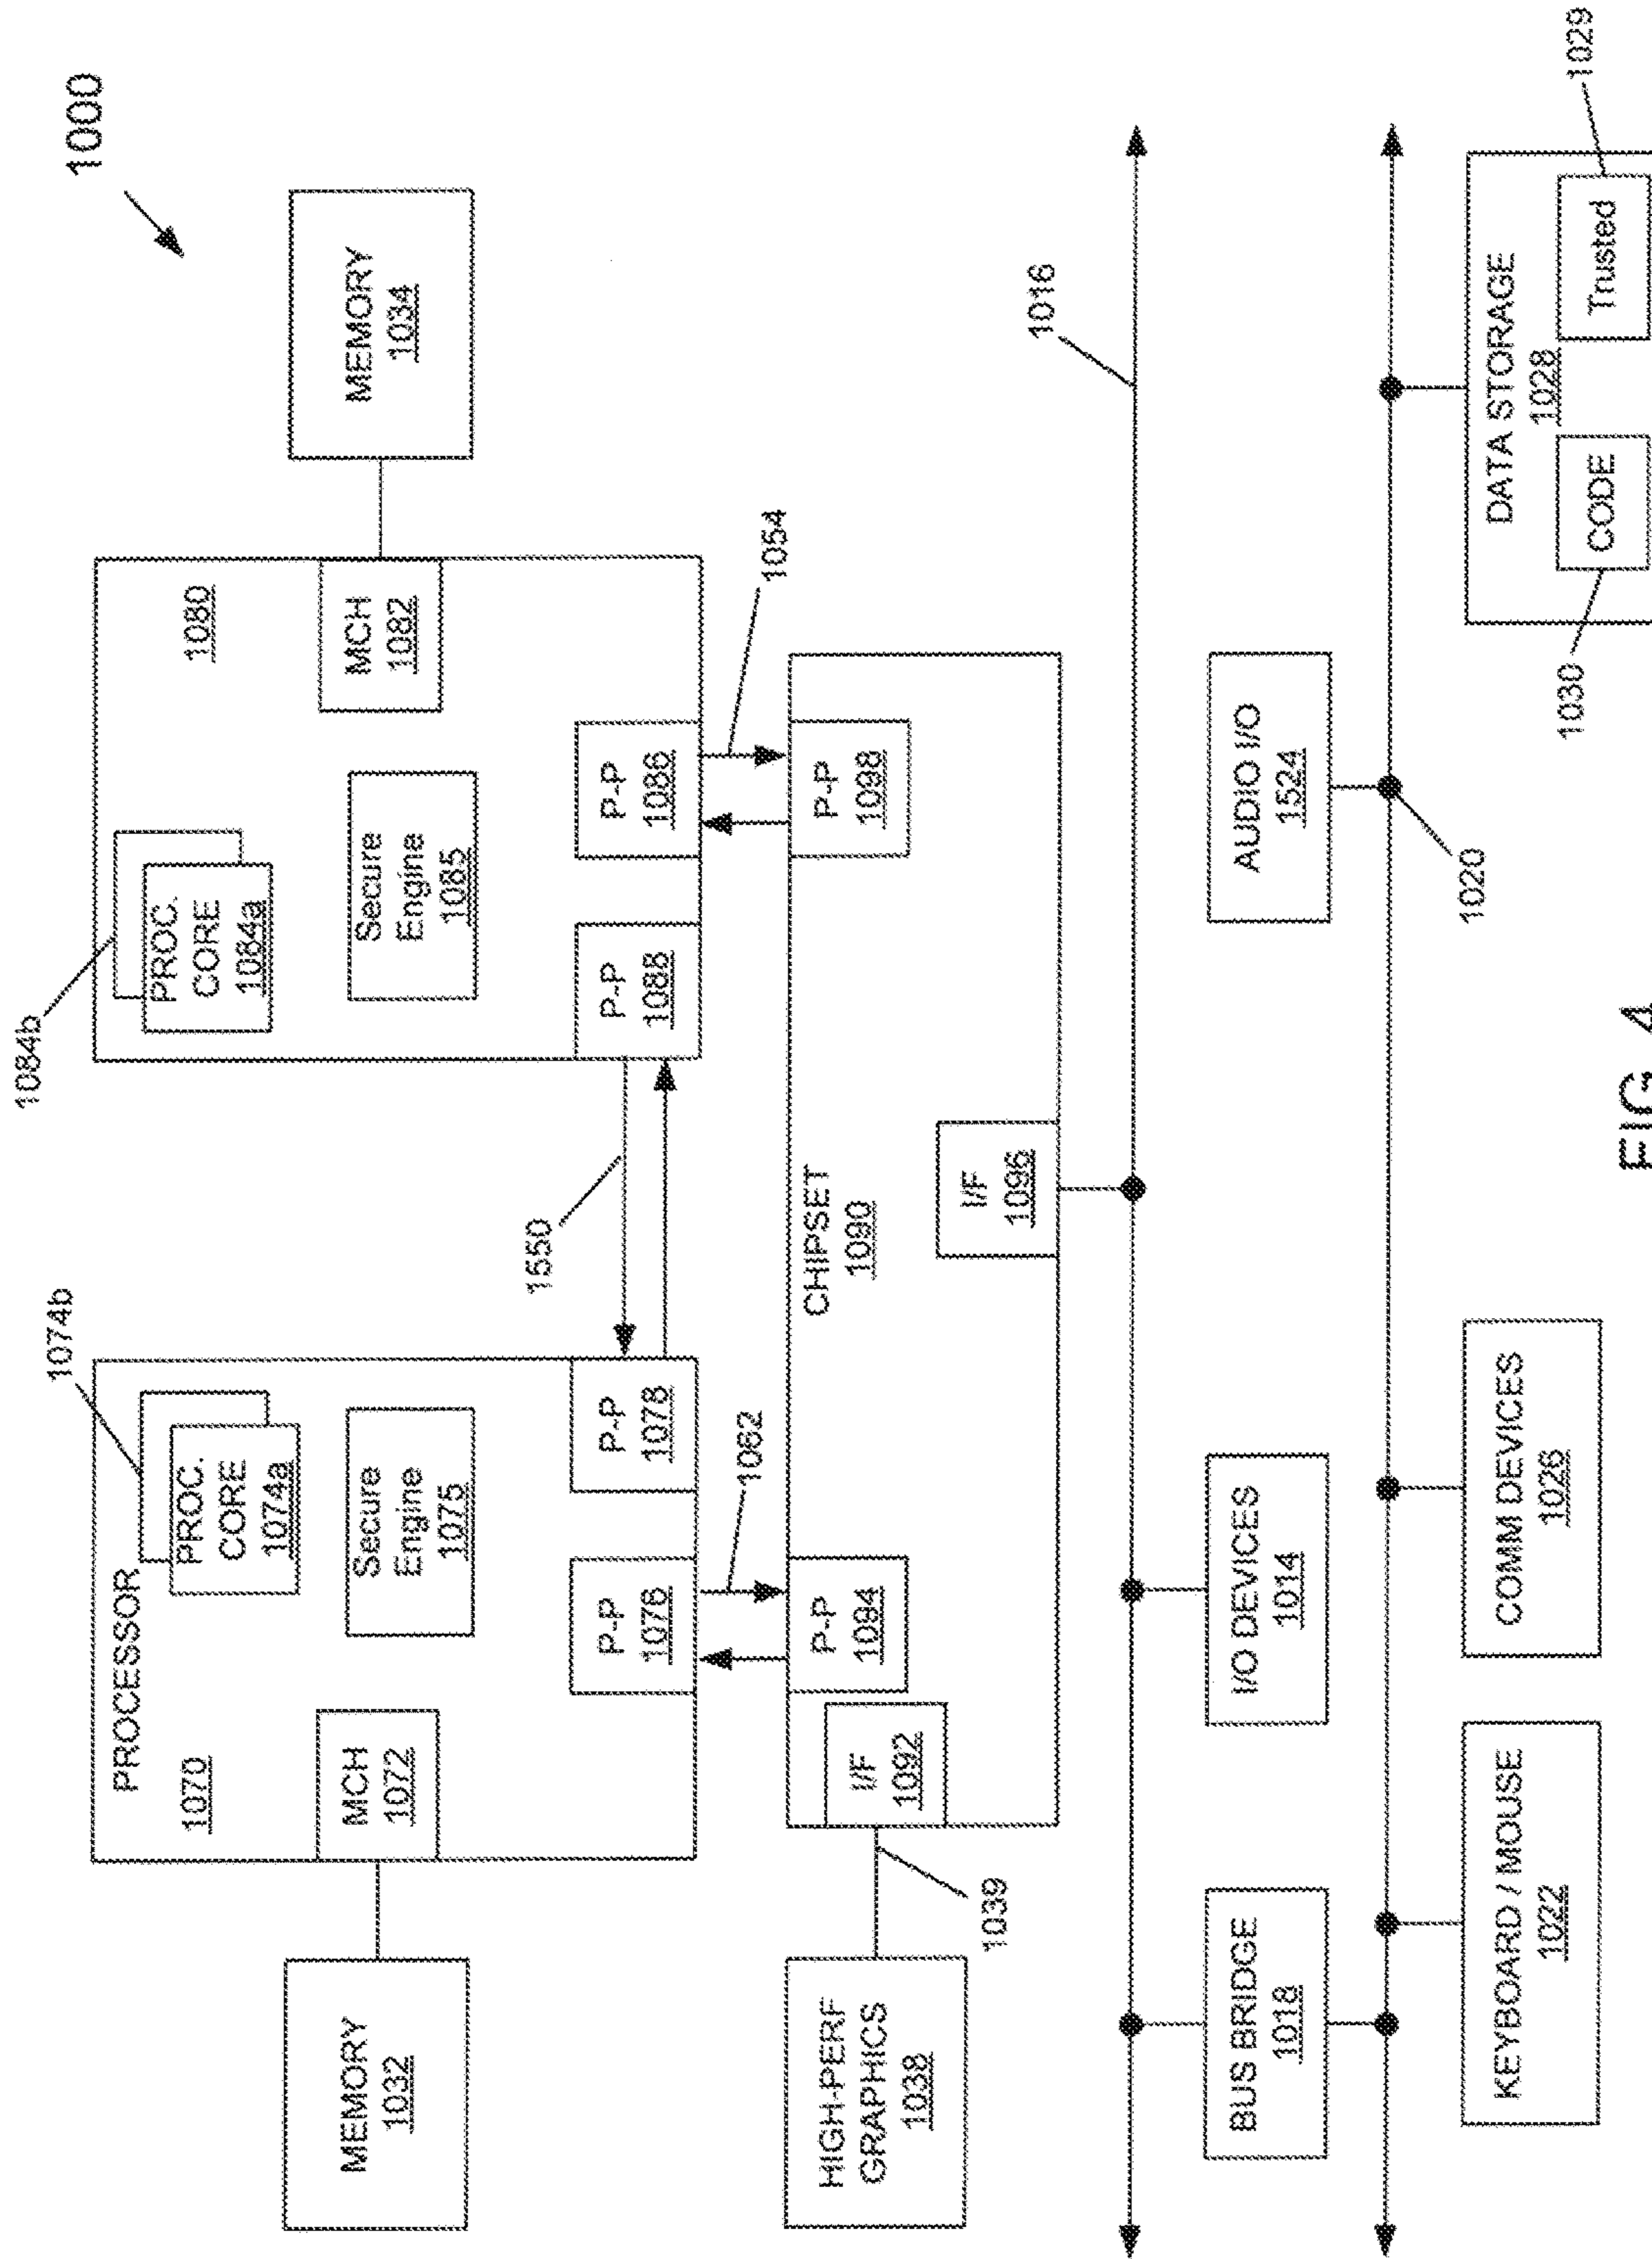 1000
1074b
1084b
PROCESSOR
1070
PROC.
CORE
1074a
PROC.
CORE
1084a
1080
MEMORY
1032
MCH
1072
Secure
Engine
1075
1550
Secure
Engine
1085
MCH
1082
MEMORY
1034
P-P
1076
P-P
1078
P-P
1088
P-P
1086
1062
1054
HIGH-PERF
GRAPHICS
1038
1039
I/F
1092
P-P
1094
CHIPSET
1090
P-P
1098
I/F
1096
1016
BUS BRIDGE
1018
I/O DEVICES
1014
AUDIO I/O
1524
1020
KEYBOARD / MOUSE
1022
COMM DEVICES
1026
DATA STORAGE
1028
1030
CODE
Trusted
1029
FIG. 4